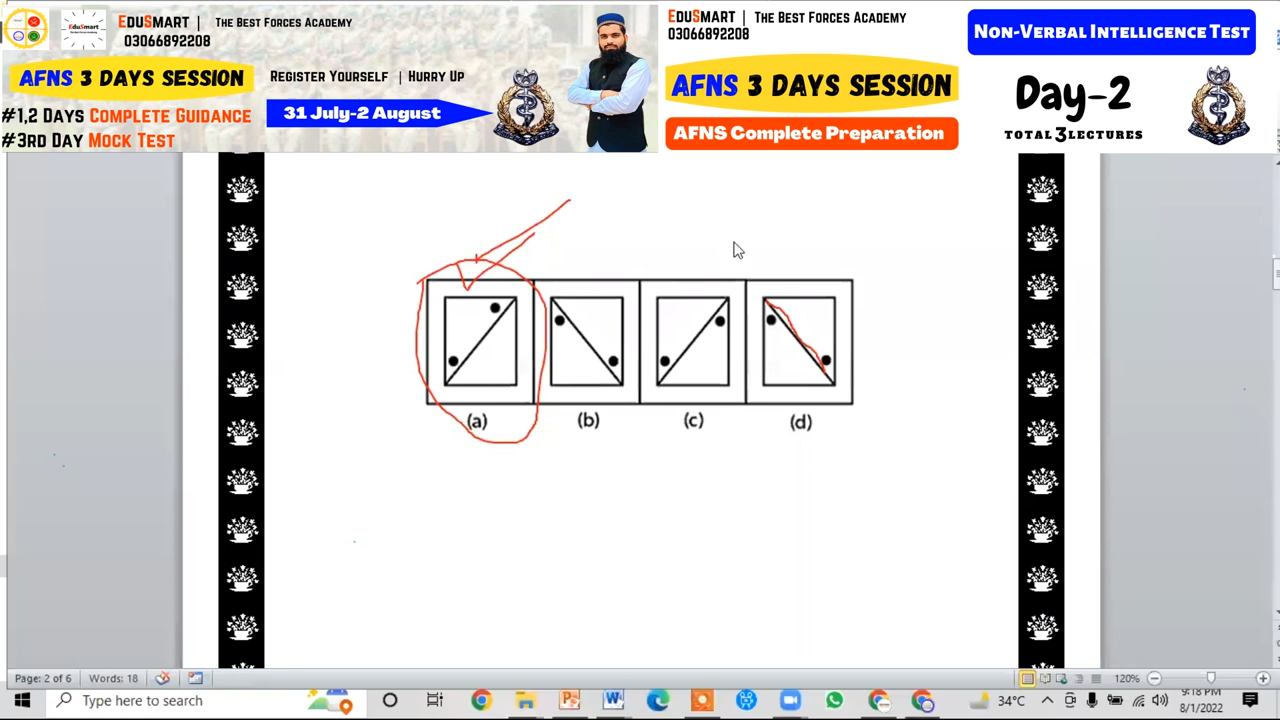 EduSmart | The Best Forces Academy
03066892208
AFNS 3 DAYS SESSION
Register Yourself | Hurry Up
31 July-2 August
#1,2 Days Complete Guidance
#3rd Day Mock Test
EduSmart | The Best Forces Academy
03066892208
AFNS 3 DAYS SESSION
AFNS Complete Preparation
Non-Verbal Intelligence Test
Day-2
Total 3 Lectures
(a) (b) (c) (d)
Page: 2 of 6 Words: 18
120%
Type here to search
34°C
9:18 PM
8/1/2022